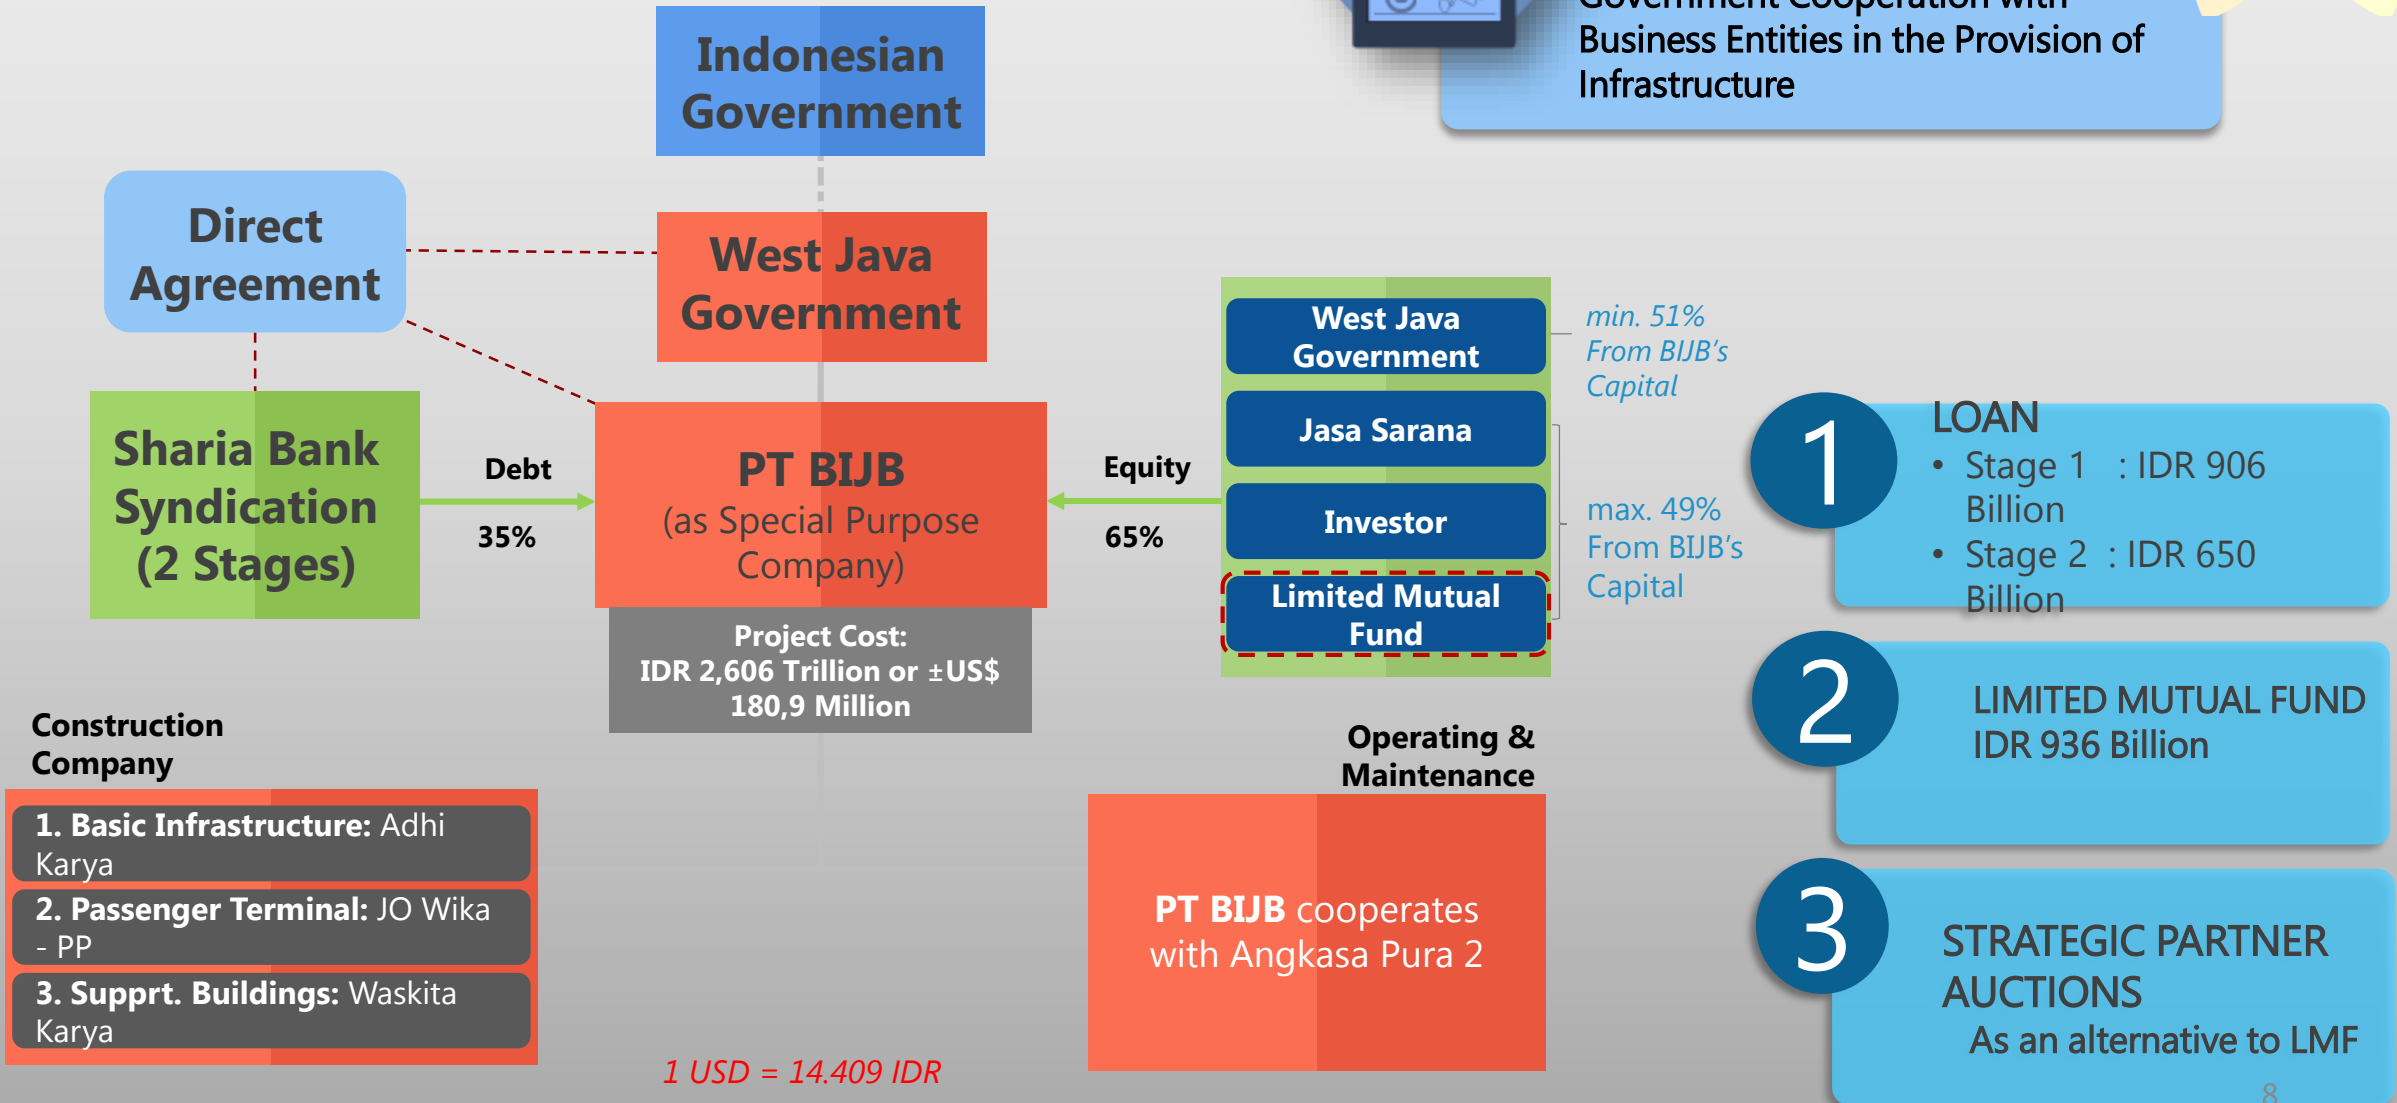 Government Cooperation with
Business Entities in the Provision of
Infrastructure
Indonesian
Government
Direct
Agreement
West Java
Government
Sharia Bank
Syndication
(2 Stages)
Debt
35%
PT BIJB
(as Special Purpose
Company)
Project Cost:
IDR 2,606 Trillion or ±US$
180,9 Million
Equity
65%
West Java
Government
Jasa Sarana
Investor
Limited Mutual
Fund
min. 51%
From BIJB’s
Capital
max. 49%
From BIJB’s
Capital
1
LOAN
• Stage 1 : IDR 906
Billion
• Stage 2 : IDR 650
Billion
2
LIMITED MUTUAL FUND
IDR 936 Billion
3
STRATEGIC PARTNER
AUCTIONS
As an alternative to LMF
Construction
Company
1. Basic Infrastructure: Adhi
Karya
2. Passenger Terminal: JO Wika
- PP
3. Supprt. Buildings: Waskita
Karya
Operating &
Maintenance
PT BIJB cooperates
with Angkasa Pura 2
1 USD = 14.409 IDR
8